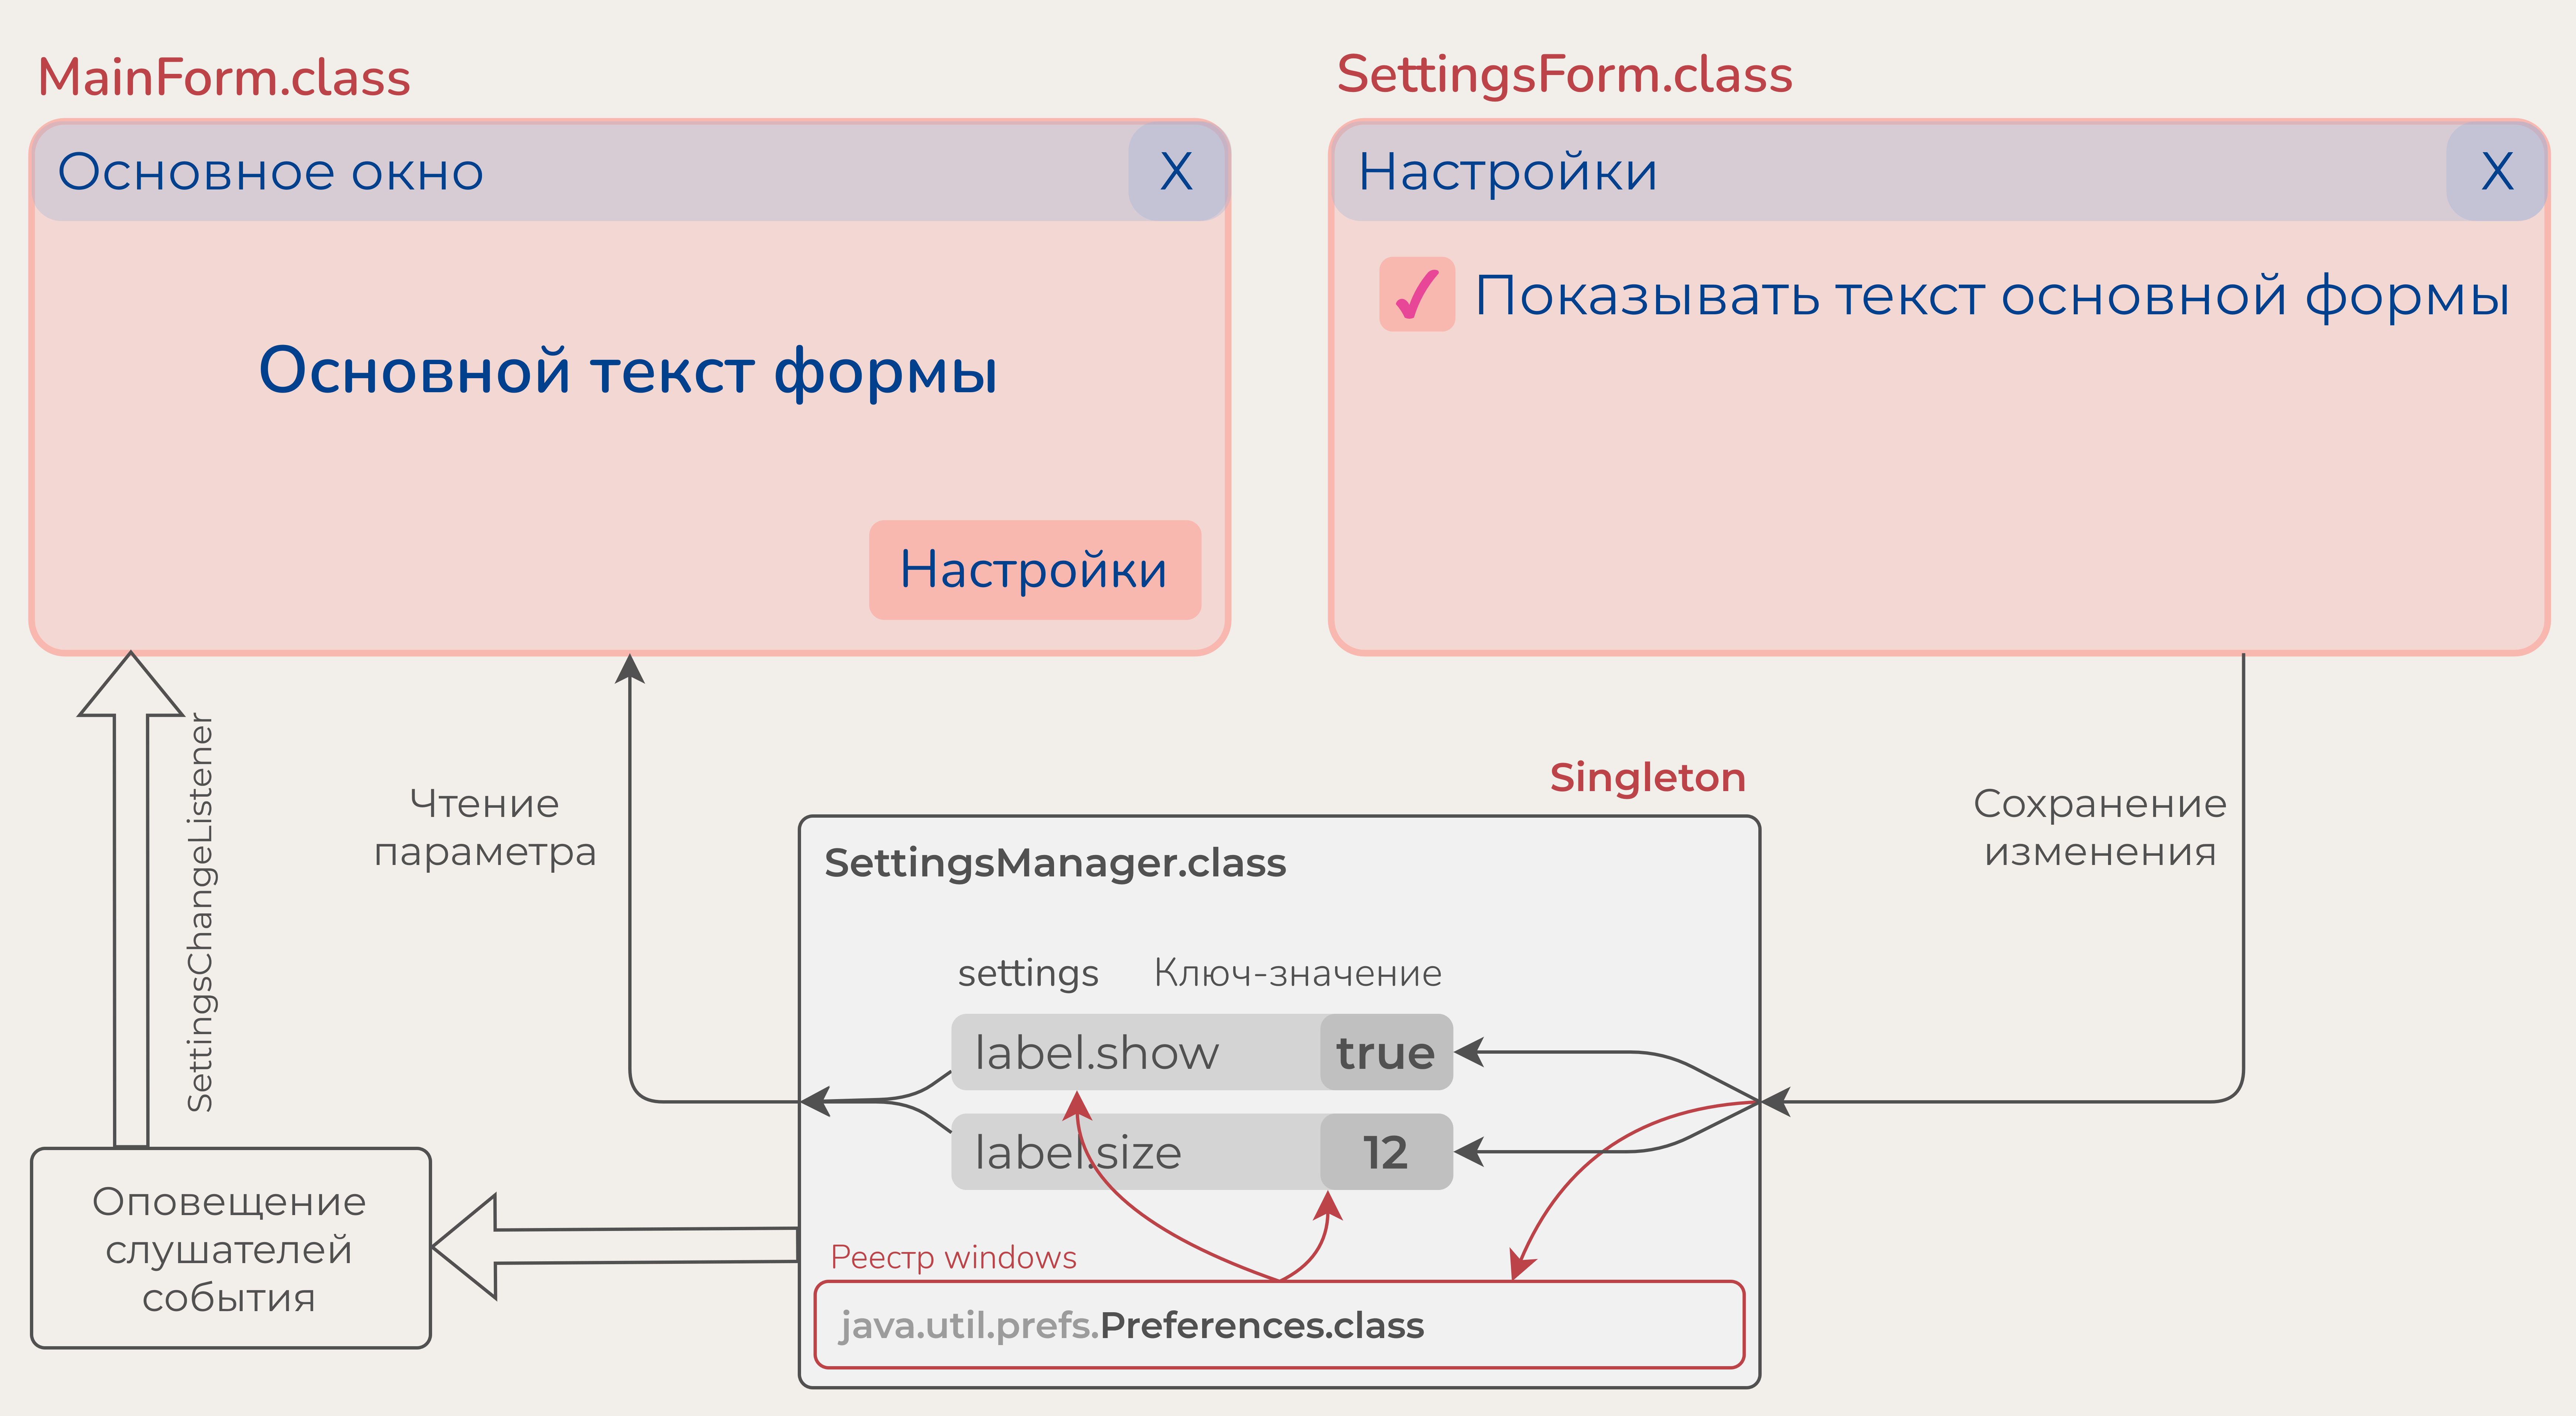 MainForm.class
Основное окно
X
Основной текст формы
Настройки
SettingsForm.class
Настройки
X
Показывать текст основной формы
SettingsChangeListener
Чтение
параметра
Singleton
Сохранение
изменения
SettingsManager.class
settings
Ключ-значение
label.show
true
label.size
12
Оповещение
слушателей
события
Реестр windows
java.util.prefs.Preferences.class